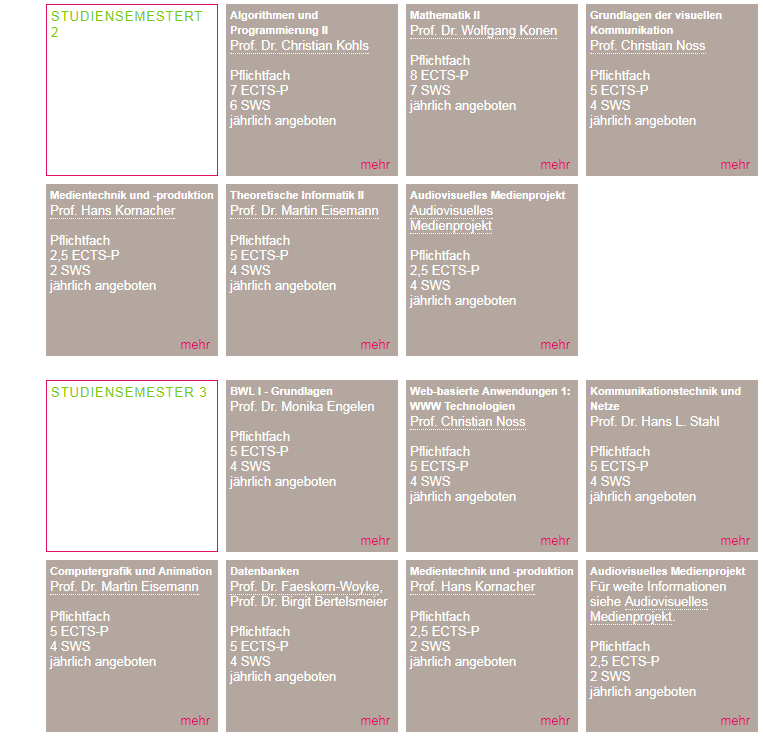 STUDIENSEMESTERT
2
Algorithmen und
Programmierung II
Prof. Dr. Christian Kohls
Pflichtfach
7 ECTS-P
6 SWS
jährlich angeboten
mehr
Mathematik II
Prof. Dr. Wolfgang Konen
Pflichtfach
8 ECTS-P
7 SWS
jährlich angeboten
mehr
Grundlagen der visuellen
Kommunikation
Prof. Christian Noss
Pflichtfach
5 ECTS-P
4 SWS
jährlich angeboten
mehr
Medientechnik und -produktion
Prof. Hans Kornacher
Pflichtfach
2,5 ECTS-P
2 SWS
jährlich angeboten
mehr
Theoretische Informatik II
Prof. Dr. Martin Eisemann
Pflichtfach
5 ECTS-P
4 SWS
jährlich angeboten
mehr
Audiovisuelles Medienprojekt
Audiovisuelles
Medienprojekt
Pflichtfach
2,5 ECTS-P
4 SWS
jährlich angeboten
mehr
STUDIENSEMESTER 3
BWL I - Grundlagen
Prof. Dr. Monika Engelen
Pflichtfach
5 ECTS-P
4 SWS
jährlich angeboten
mehr
Web-basierte Anwendungen 1:
WWW Technologien
Prof. Christian Noss
Pflichtfach
5 ECTS-P
4 SWS
jährlich angeboten
mehr
Kommunikationstechnik und
Netze
Prof. Dr. Hans L. Stahl
Pflichtfach
5 ECTS-P
4 SWS
jährlich angeboten
mehr
Computergrafik und Animation
Prof. Dr. Martin Eisemann
Pflichtfach
5 ECTS-P
4 SWS
jährlich angeboten
mehr
Datenbanken
Prof. Dr. Faeskorn-Woyke,
Prof. Dr. Birgit Bertelsmeier
Pflichtfach
5 ECTS-P
4 SWS
jährlich angeboten
mehr
Medientechnik und -produktion
Prof. Hans Kornacher
Pflichtfach
2,5 ECTS-P
2 SWS
jährlich angeboten
mehr
Audiovisuelles Medienprojekt
Für weite Informationen
siehe Audiovisuelles
Medienprojekt.
Pflichtfach
2,5 ECTS-P
2 SWS
jährlich angeboten
mehr